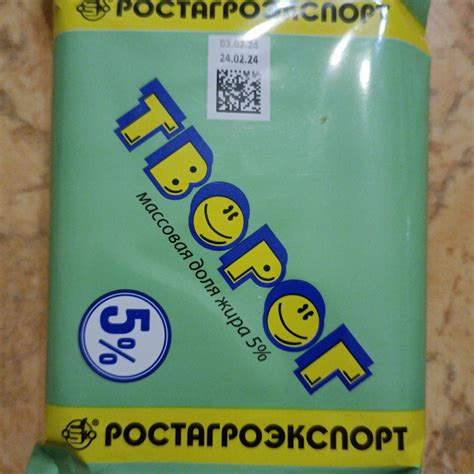 РОСТАГРОЭКСПОРТ
03.02.24
24.02.24
ТВОРОГ
массовая доля жира 5%
5%
РОСТАГРОЭКСПОРТ